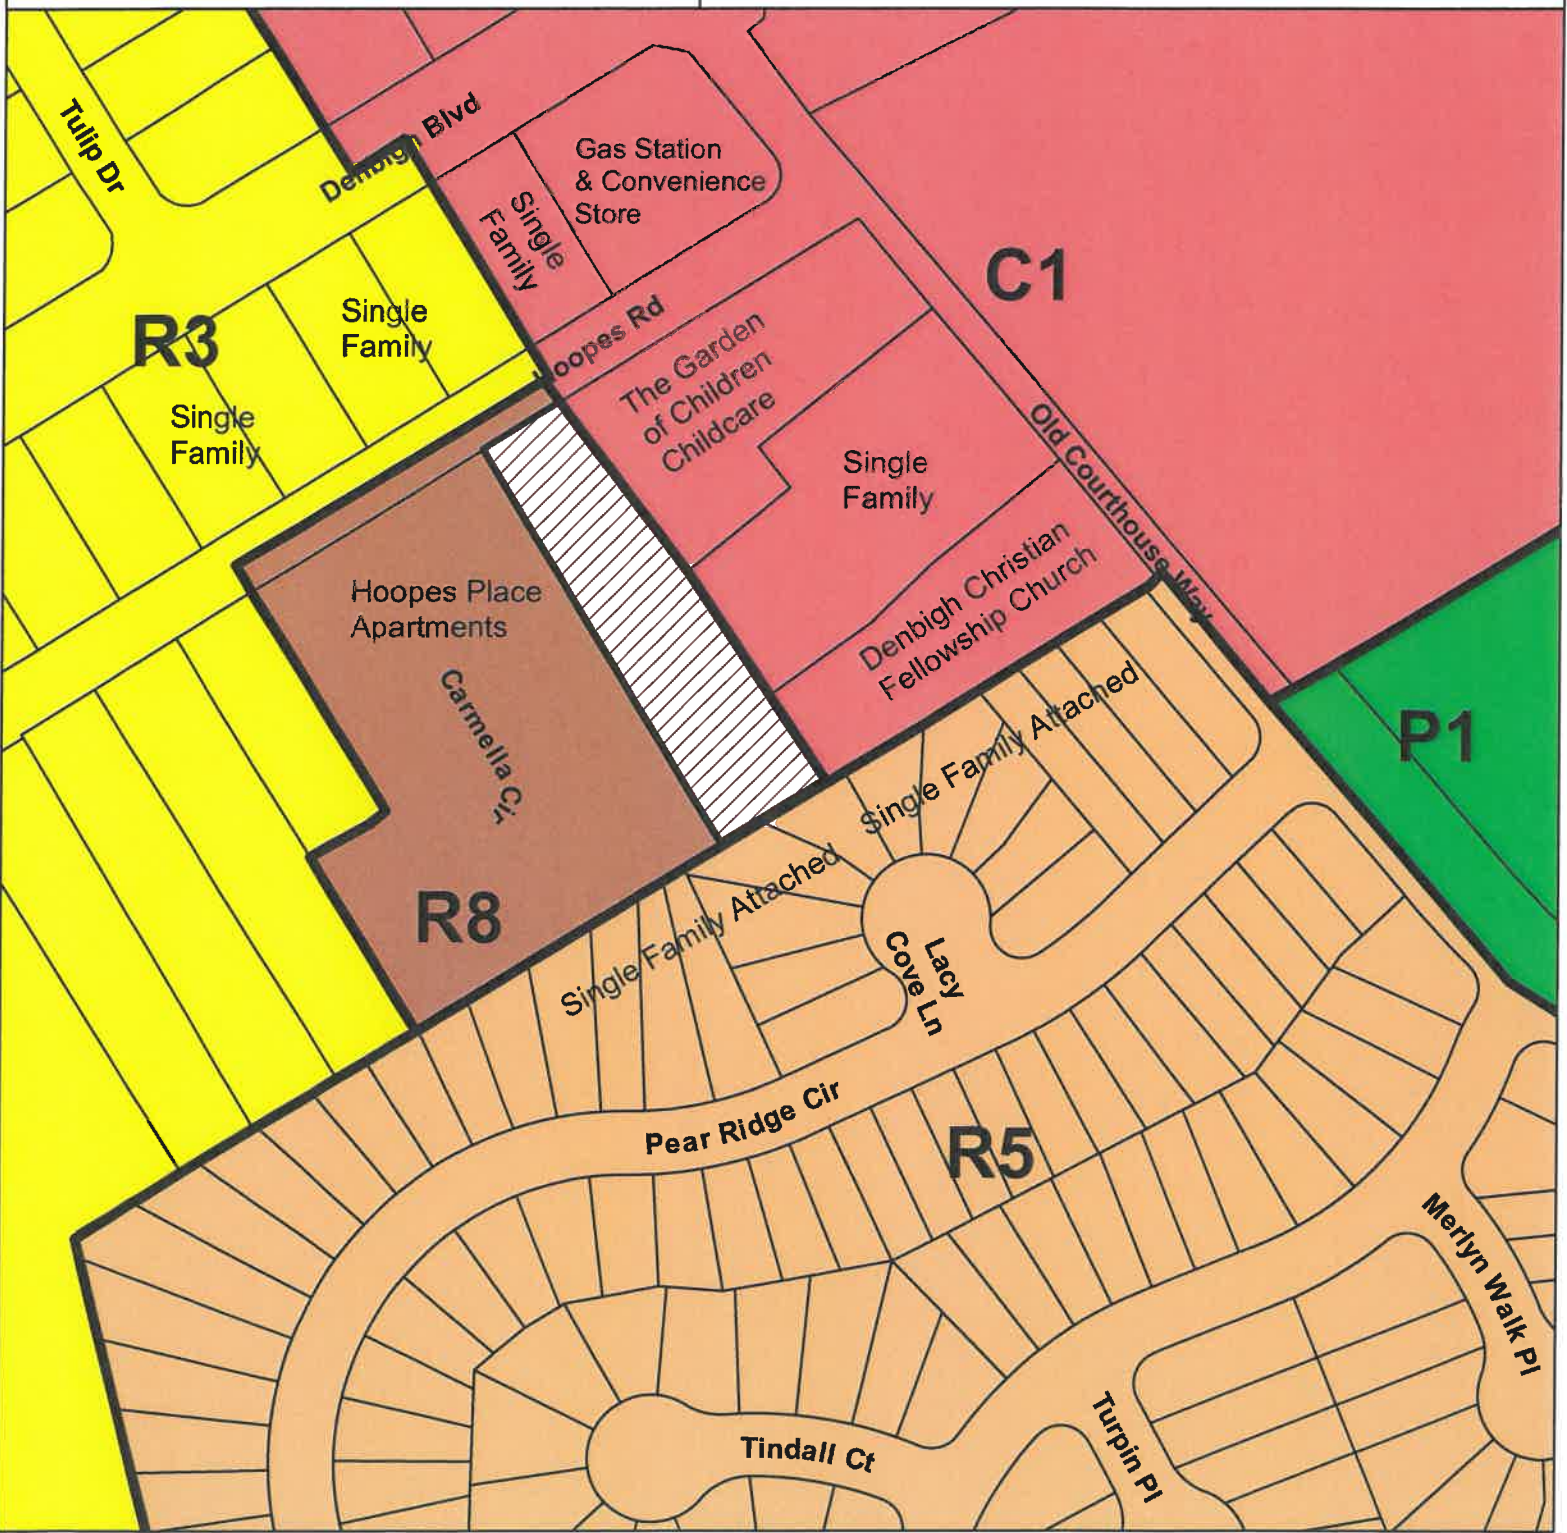 Tulip Dr
Denbigh Blvd
Gas Station
& Convenience
Store
Single
Family
C1
R3
Single
Family
Hoopes Rd
The Garden
of Children
Childcare
Single
Family
Single
Family
Old Courthouse Way
Denbigh Christian
Fellowship Church
Hoopes Place
Apartments
Carmella Cir
P1
Single Family Attached
Single Family Attached
R8
Lacy
Cove Ln
Pear Ridge Cir
R5
Merlyn Walk Pl
Turpin Pl
Tindall Ct